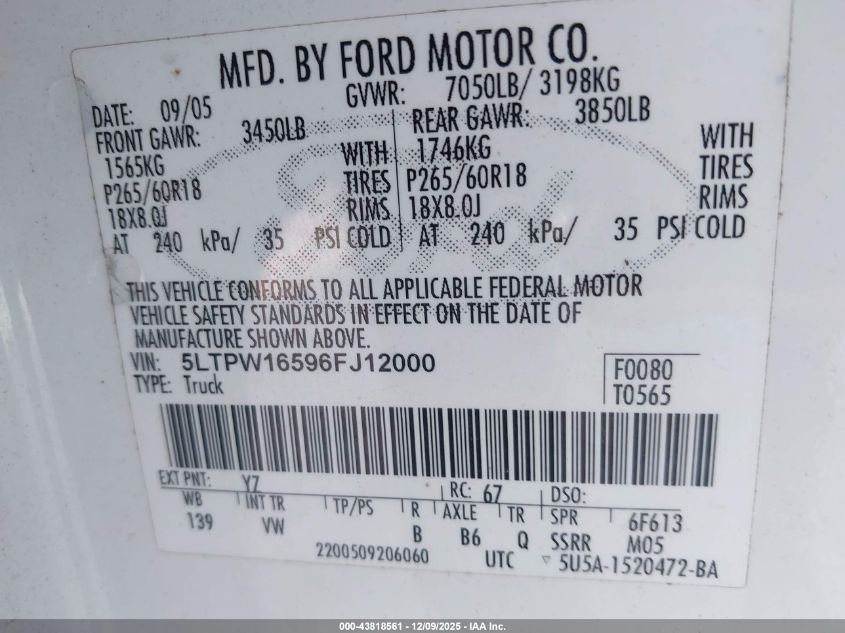 MFD. BY FORD MOTOR CO.
DATE: 09/05 GVWR: 7050LB/ 3198KG
FRONT GAWR: 3450LB REAR GAWR: 3850LB
1565KG WITH 1746KG WITH
P265/60R18 TIRES P265/60R18 TIRES
18X8.0J RIMS 18X8.0J RIMS
AT 240 kPa/ 35 PSI COLD AT 240 kPa/ 35 PSI COLD
THIS VEHICLE CONFORMS TO ALL APPLICABLE FEDERAL MOTOR
VEHICLE SAFETY STANDARDS IN EFFECT ON THE DATE OF
MANUFACTURE SHOWN ABOVE.
VIN: 5LTPW16596FJ12000 F0080
TYPE: Truck T0565
EXT PNT: YZ RC: 67 DSO:
WB INT TR TP/PS R AXLE TR SPR 6F613
139 VW B B6 Q SSRR M05
2200509206060 UTC ▿ 5U5A-1520472-BA
Ford
000-43818561 | 12/09/2025 - IAA Inc.